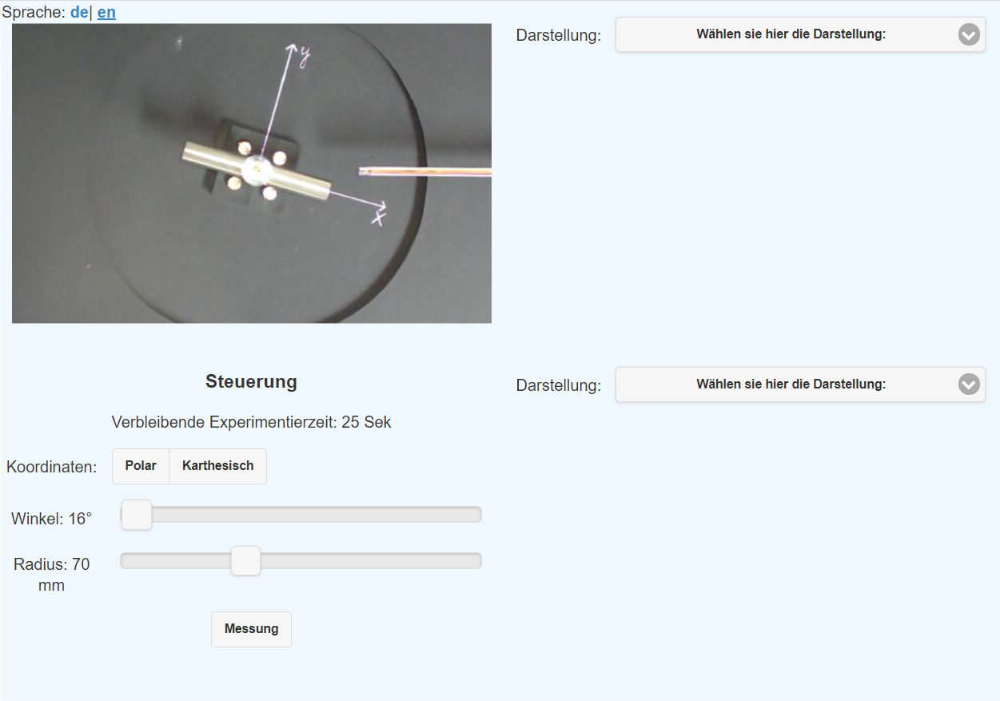 Sprache: de| en
y
x
Darstellung: Wählen sie hier die Darstellung:
Steuerung
Verbleibende Experimentierzeit: 25 Sek
Koordinaten: Polar Karthesisch
Winkel: 16°
Radius: 70
mm
Messung
Darstellung: Wählen sie hier die Darstellung: